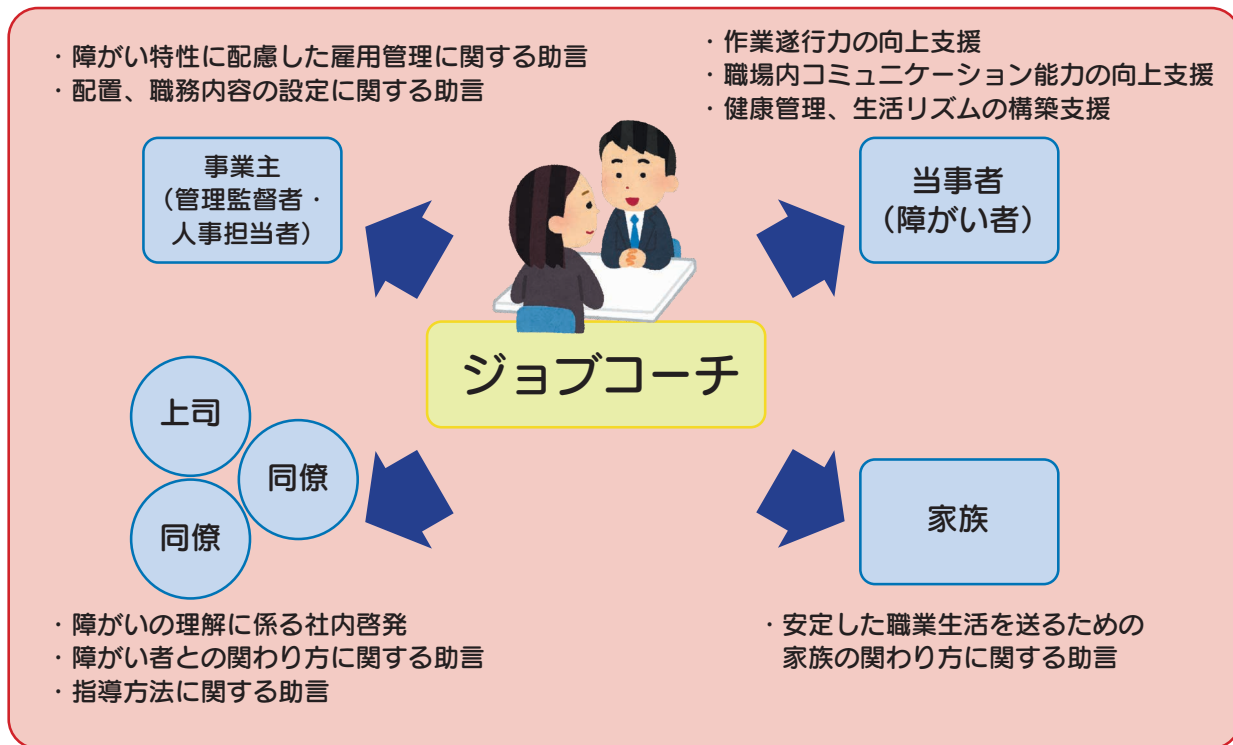 ・障がい特性に配慮した雇用管理に関する助言
・配置、職務内容の設定に関する助言
・作業遂行力の向上支援
・職場内コミュニケーション能力の向上支援
・健康管理、生活リズムの構築支援
事業主
（管理監督者・
人事担当者）
当事者
（障がい者）
ジョブコーチ
上司
同僚
同僚
家族
・障がいの理解に係る社内啓発
・障がい者との関わり方に関する助言
・指導方法に関する助言
・安定した職業生活を送るための
家族の関わり方に関する助言